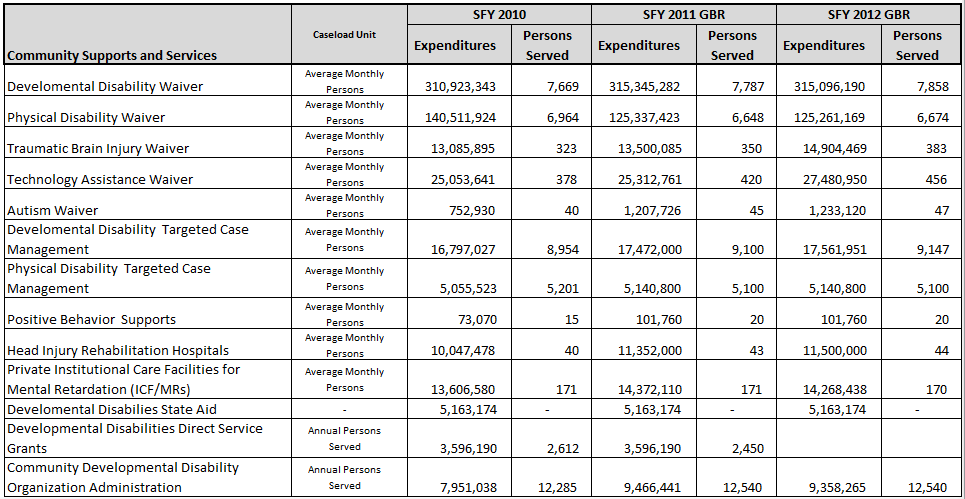 SFY 2010 SFY 2011 GBR SFY 2012 GBR
Community Supports and Services Caseload Unit Expenditures Persons Served Expenditures Persons Served Expenditures Persons Served
Develomental Disability Waiver Average Monthly Persons 310,923,343 7,669 315,345,282 7,787 315,096,190 7,858
Physical Disability Waiver Average Monthly Persons 140,511,924 6,964 125,337,423 6,648 125,261,169 6,674
Traumatic Brain Injury Waiver Average Monthly Persons 13,085,895 323 13,500,085 350 14,904,469 383
Technology Assistance Waiver Average Monthly Persons 25,053,641 378 25,312,761 420 27,480,950 456
Autism Waiver Average Monthly Persons 752,930 40 1,207,726 45 1,233,120 47
Develomental Disability Targeted Case Management Average Monthly Persons 16,797,027 8,954 17,472,000 9,100 17,561,951 9,147
Physical Disability Targeted Case Management Average Monthly Persons 5,055,523 5,201 5,140,800 5,100 5,140,800 5,100
Positive Behavior Supports Average Monthly Persons 73,070 15 101,760 20 101,760 20
Head Injury Rehabilitation Hospitals Average Monthly Persons 10,047,478 40 11,352,000 43 11,500,000 44
Private Institutional Care Facilities for Mental Retardation (ICF/MRs) Average Monthly Persons 13,606,580 171 14,372,110 171 14,268,438 170
Develomental Disabilies State Aid - 5,163,174 - 5,163,174 - 5,163,174 -
Developmental Disabilities Direct Service Grants Annual Persons Served 3,596,190 2,612 3,596,190 2,450
Community Developmental Disability Organization Administration Annual Persons Served 7,951,038 12,285 9,466,441 12,540 9,358,265 12,540